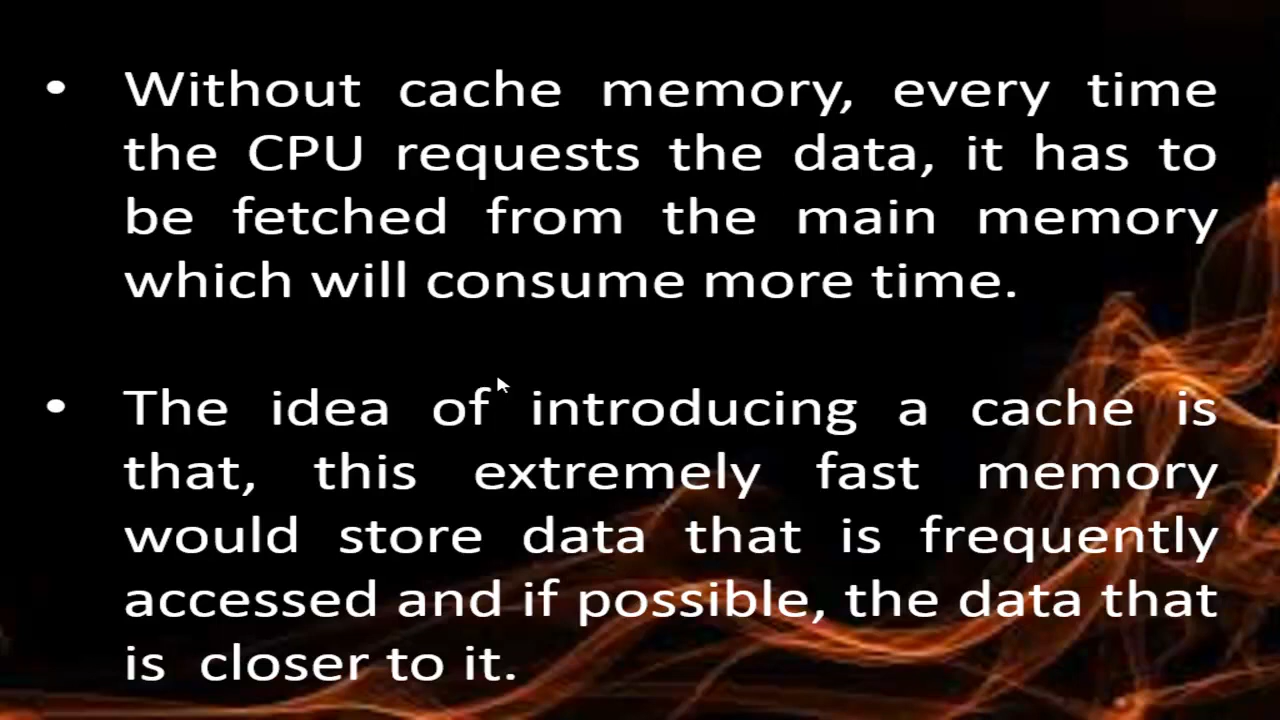 • Without cache memory, every time
the CPU requests the data, it has to
be fetched from the main memory
which will consume more time.
• The idea of introducing a cache is
that, this extremely fast memory
would store data that is frequently
accessed and if possible, the data that
is closer to it.